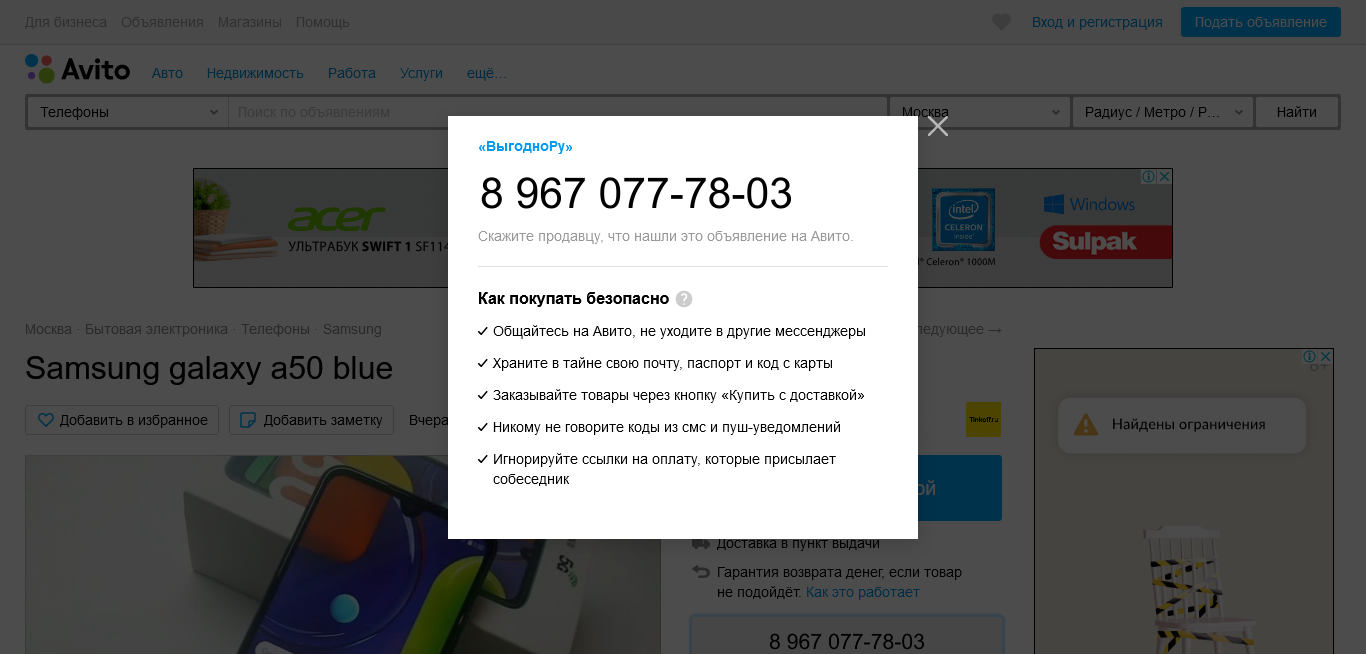 Для бизнеса Объявления Магазины Помощь
Вход и регистрация Подать объявление
Avito Авто Недвижимость Работа Услуги ещё...
Телефоны Поиск по объявлениям Москва Радиус / Метро / Р... Найти
«ВыгодноРу»
8 967 077-78-03
Скажите продавцу, что нашли это объявление на Авито.
acer
УЛЬТРАБУК SWIFT 1 SF114
intel
CELERON
INSIDE™
Celeron® 1000M
Windows
Sulpak
Как покупать безопасно ?
Общайтесь на Авито, не уходите в другие мессенджеры
Храните в тайне свою почту, паспорт и код с карты
Заказывайте товары через кнопку «Купить с доставкой»
Никому не говорите коды из смс и пуш-уведомлений
Игнорируйте ссылки на оплату, которые присылает
собеседник
Москва · Бытовая электроника · Телефоны · Samsung
ледующее →
Samsung galaxy a50 blue
Добавить в избранное Добавить заметку Вчера
Tinkoff.ru
Найдены ограничения
ой
Доставка в пункт выдачи
Гарантия возврата денег, если товар
не подойдёт. Как это работает
8 967 077-78-03